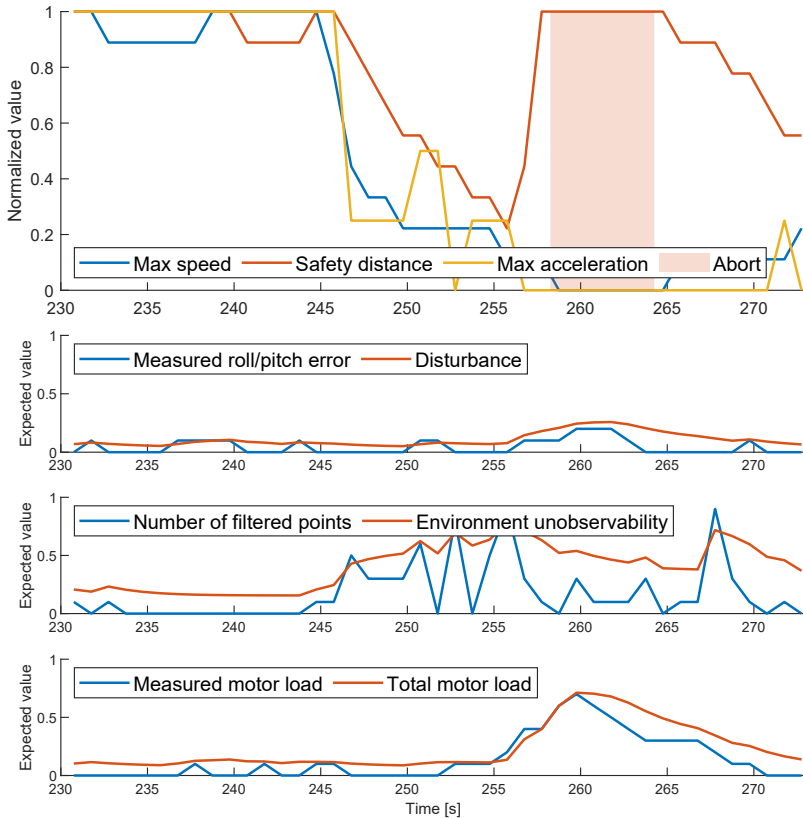 Normalized value
1
0.8
0.6
0.4
0.2
0
Max speed Safety distance Max acceleration Abort
230 235 240 245 250 255 260 265 270
Expected value
1
0.5
0
Measured roll/pitch error Disturbance
230 235 240 245 250 255 260 265 270
Expected value
1
0.5
0
Number of filtered points Environment unobservability
230 235 240 245 250 255 260 265 270
Expected value
1
0.5
0
Measured motor load Total motor load
230 235 240 245 250 255 260 265 270
Time [s]